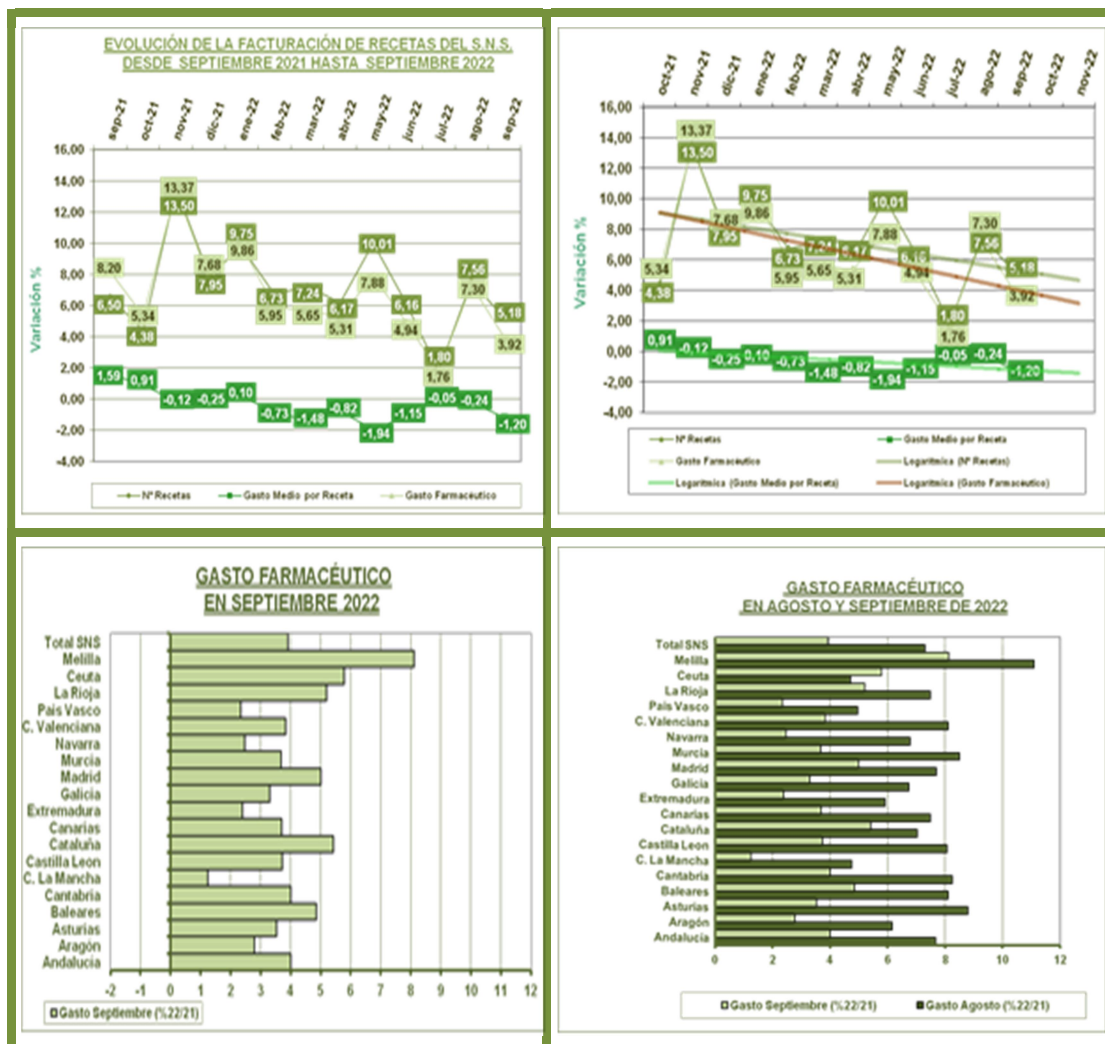 EVOLUCIÓN DE LA FACTURACIÓN DE RECETAS DEL S.N.S.
DESDE SEPTIEMBRE 2021 HASTA SEPTIEMBRE 2022
sep-21 oct-21 nov-21 dic-21 ene-22 feb-22 mar-22 abr-22 may-22 jun-22 jul-22 ago-22 sep-22
Variación %
16,00
14,00
12,00
10,00
8,00
6,00
4,00
2,00
0,00
-2,00
-4,00
8,20 5,34 13,37 7,68 9,75 6,73 7,24 6,17 10,01 6,16 1,80 7,56 5,18
6,50 4,38 13,50 7,95 9,86 5,95 5,65 5,31 7,88 4,94 1,76 7,30 3,92
1,59 0,91 -0,12 -0,25 0,10 -0,73 -1,48 -0,82 -1,94 -1,15 -0,05 -0,24 -1,20
Nº Recetas Gasto Medio por Receta Gasto Farmacéutico
oct-21 nov-21 dic-21 ene-22 feb-22 mar-22 abr-22 may-22 jun-22 jul-22 ago-22 sep-22 oct-22 nov-22
Variación %
16,00
14,00
12,00
10,00
8,00
6,00
4,00
2,00
0,00
-2,00
-4,00
5,34 13,37 7,68 9,75 6,73 7,24 6,17 10,01 6,16 1,80 7,30 5,18
4,38 13,50 7,95 9,86 5,95 5,65 5,31 7,88 4,94 1,76 7,56 3,92
0,91 -0,12 -0,25 0,10 -0,73 -1,48 -0,82 -1,94 -1,15 -0,05 -0,24 -1,20
Nº Recetas Gasto Medio por Receta
Gasto Farmacéutico Logarítmica (Nº Recetas)
Logarítmica (Gasto Medio por Receta) Logarítmica (Gasto Farmacéutico)
GASTO FARMACÉUTICO
EN SEPTIEMBRE 2022
Total SNS
Melilla
Ceuta
La Rioja
Pais Vasco
C. Valenciana
Navarra
Murcia
Madrid
Galicia
Extremadura
Canarias
Cataluña
Castilla Leon
C. La Mancha
Cantabria
Baleares
Asturias
Aragón
Andalucía
-2 -1 0 1 2 3 4 5 6 7 8 9 10 11 12
Gasto Septiembre (%22/21)
GASTO FARMACÉUTICO
EN AGOSTO Y SEPTIEMBRE DE 2022
Total SNS
Melilla
Ceuta
La Rioja
Pais Vasco
C. Valenciana
Navarra
Murcia
Madrid
Galicia
Extremadura
Canarias
Cataluña
Castilla Leon
C. La Mancha
Cantabria
Baleares
Asturias
Aragón
Andalucía
0 2 4 6 8 10 12
Gasto Septiembre (%22/21) Gasto Agosto (%22/21)